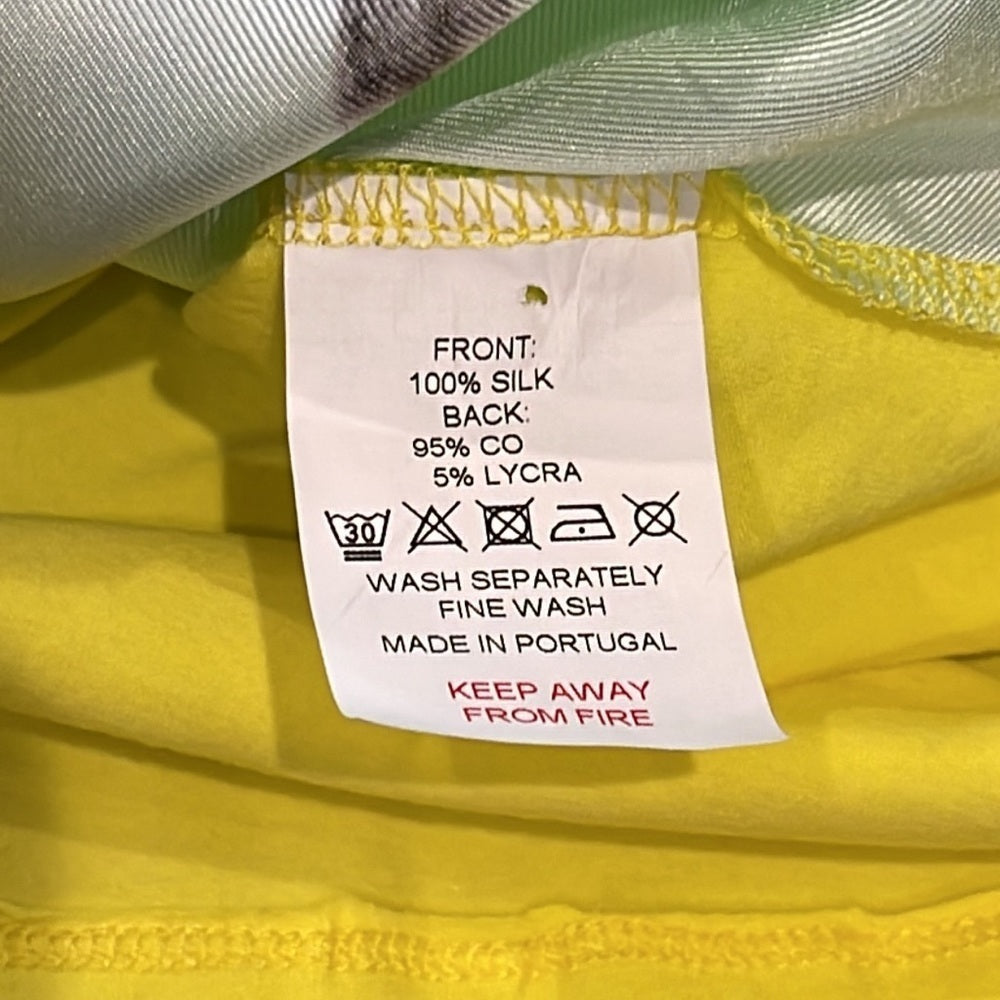 FRONT:
100% SILK
BACK:
95% CO
5% LYCRA
30
WASH SEPARATELY
FINE WASH
MADE IN PORTUGAL
KEEP AWAY
FROM FIRE